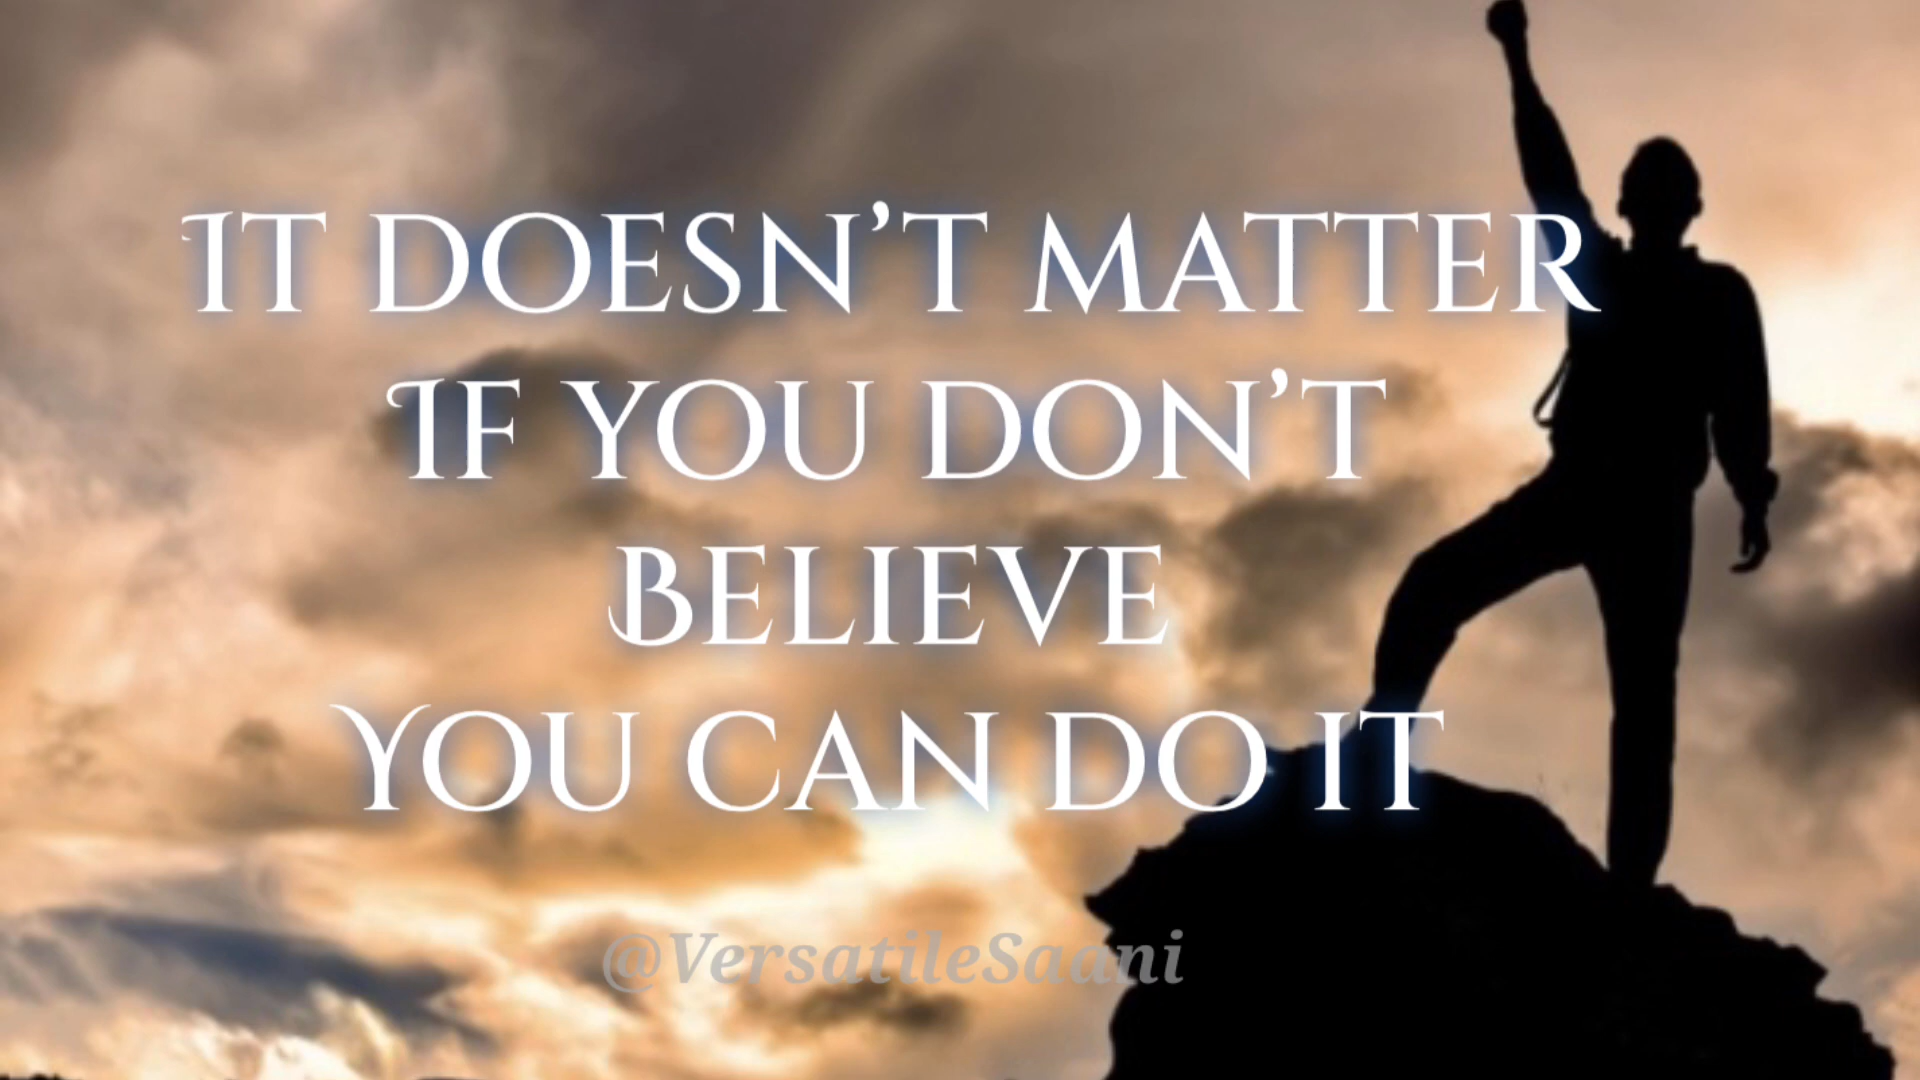 It doesn’t matter
If you don’t
Believe
You can do it
@VersatileSaani